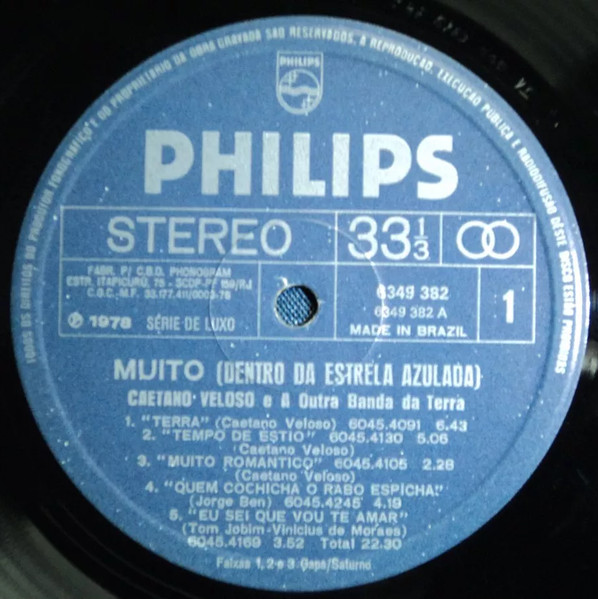 TODOS OS DIREITOS DO PRODUTOR FONOGRÁFICO E DO PROPRIETÁRIO DA OBRA GRAVADA SÃO RESERVADOS. A REPRODUÇÃO, EXECUÇÃO PÚBLICA E RADIODIFUSÃO DESTE DISCO ESTÃO PROIBIDAS
PHILIPS
PHILIPS
STEREO 33 1/3
FABR. P/ C.B.D. PHONOGRAM
ESTR. ITAPICURÚ, 75 - SCDP-PF 159/RJ
C.G.C.M.F. 33.177.411/0002-78
Ⓟ 1978 SÉRIE DE LUXO
6349 382
6349 382 A
MADE IN BRAZIL
1
MUITO (DENTRO DA ESTRELA AZULADA)
CAETANO VELOSO e A Outra Banda da Terra
1. "TERRA" (Caetano Veloso) 6045.4091 6.43
2. "TEMPO DE ESTIO" 6045.4130 5.06
(Caetano Veloso)
3. "MUITO ROMANTICO" 6045.4105 2.28
(Caetano Veloso)
4. "QUEM COCHICHA O RABO ESPICHA!"
(Jorge Ben) 6045.4245 4.19
5. "EU SEI QUE VOU TE AMAR"
(Tom Jobim-Vinicius de Moraes)
6045.4169 3.52 Total 22.30
Faixas 1, 2 e 3 Gapa/Saturno